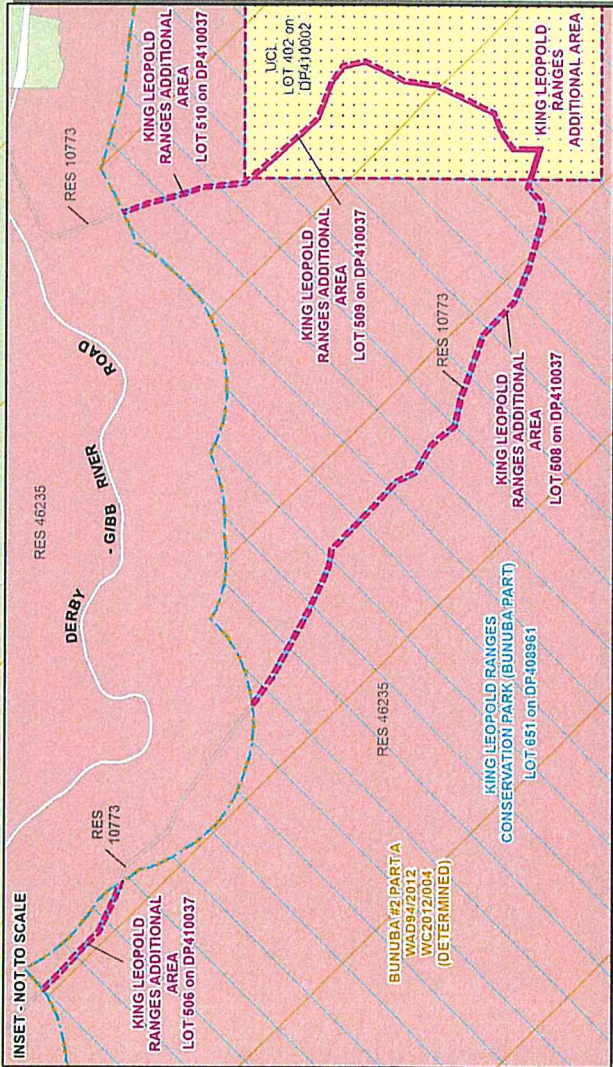 INSET - NOT TO SCALE
RES 46235
DERBY
- GIBB RIVER
ROAD
RES 10773
KING LEOPOLD
RANGES ADDITIONAL
AREA
LOT 510 on DP410037
UCL
LOT 402 on
DP410002
KING LEOPOLD
RANGES ADDITIONAL
AREA
LOT 509 on DP410037
RES
10773
KING LEOPOLD
RANGES ADDITIONAL
AREA
LOT 506 on DP410037
RES 10773
RES 46235
KING LEOPOLD
RANGES ADDITIONAL
AREA
LOT 508 on DP410037
KING LEOPOLD
RANGES
ADDITIONAL AREA
BUNUBA #2 PART A
WAD94/2012
WC2012/004
(DETERMINED)
KING LEOPOLD RANGES
CONSERVATION PARK (BUNUBA PART)
LOT 651 on DP408961